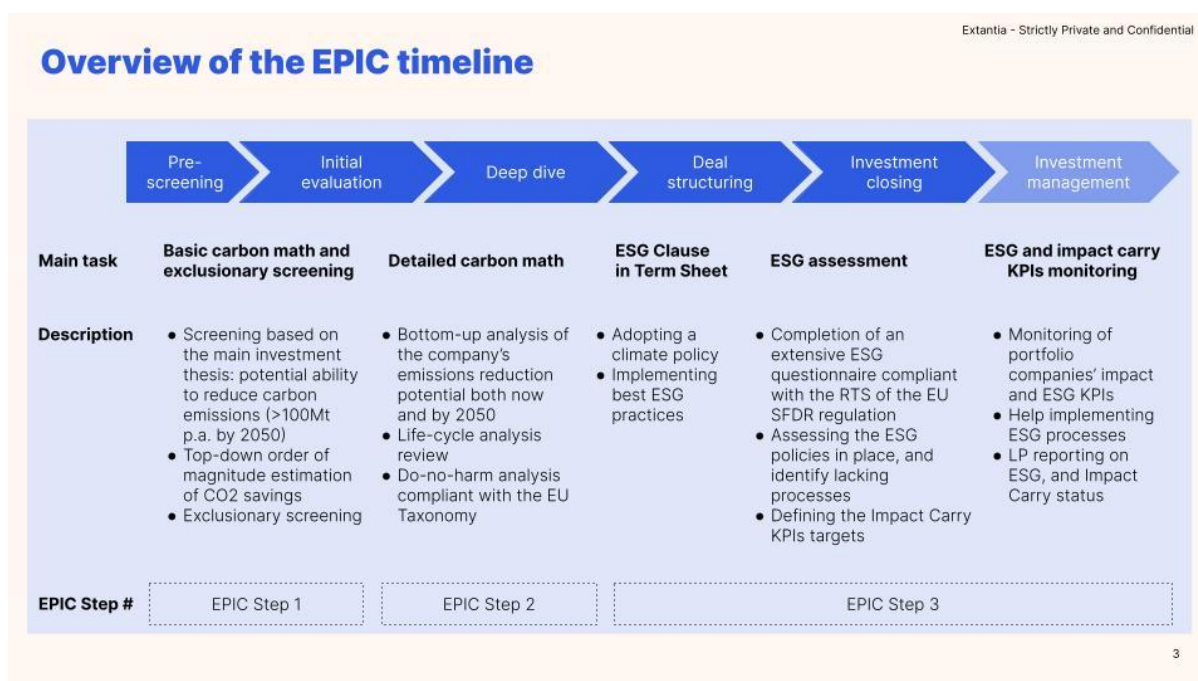 Extantia - Strictly Private and Confidential
Overview of the EPIC timeline
Pre-
screening
Initial
evaluation
Deep dive
Deal
structuring
Investment
closing
Investment
management
Main task
Basic carbon math and
exclusionary screening
Detailed carbon math
ESG Clause
in Term Sheet
ESG assessment
ESG and impact carry
KPIs monitoring
Description
● Screening based on
the main investment
thesis: potential ability
to reduce carbon
emissions (>100Mt
p.a. by 2050)
● Top-down order of
magnitude estimation
of CO2 savings
● Exclusionary screening
● Bottom-up analysis of
the company’s
emissions reduction
potential both now
and by 2050
● Life-cycle analysis
review
● Do-no-harm analysis
compliant with the EU
Taxonomy
● Adopting a
climate policy
● Implementing
best ESG
practices
● Completion of an
extensive ESG
questionnaire compliant
with the RTS of the EU
SFDR regulation
● Assessing the ESG
policies in place, and
identify lacking
processes
● Defining the Impact Carry
KPIs targets
● Monitoring of
portfolio
companies’ impact
and ESG KPIs
● Help implementing
ESG processes
● LP reporting on
ESG, and Impact
Carry status
EPIC Step #
EPIC Step 1
EPIC Step 2
EPIC Step 3
3